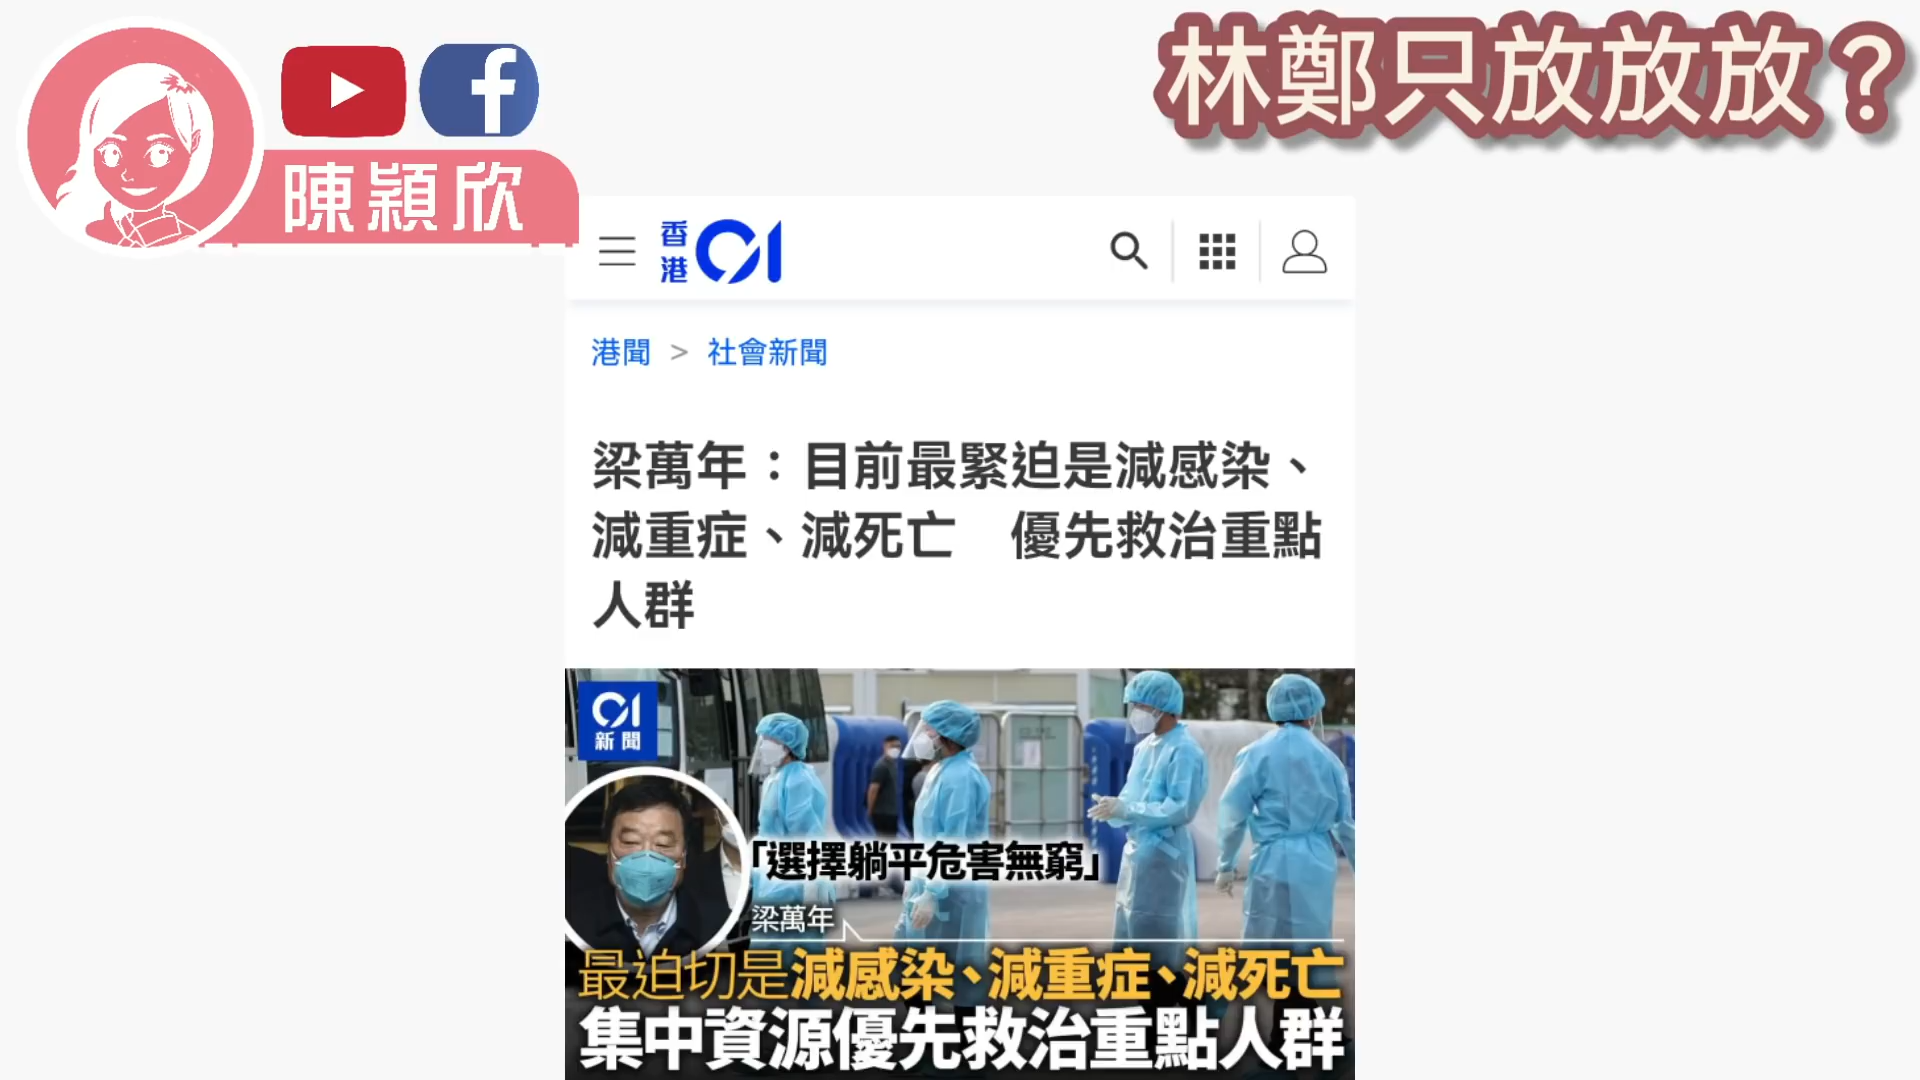 林鄭只放放放？
陳穎欣
香港01
港聞 > 社會新聞
梁萬年：目前最緊迫是減感染、
減重症、減死亡　優先救治重點
人群
01
新聞
「選擇躺平危害無窮」
梁萬年
最迫切是減感染、減重症、減死亡
集中資源優先救治重點人群